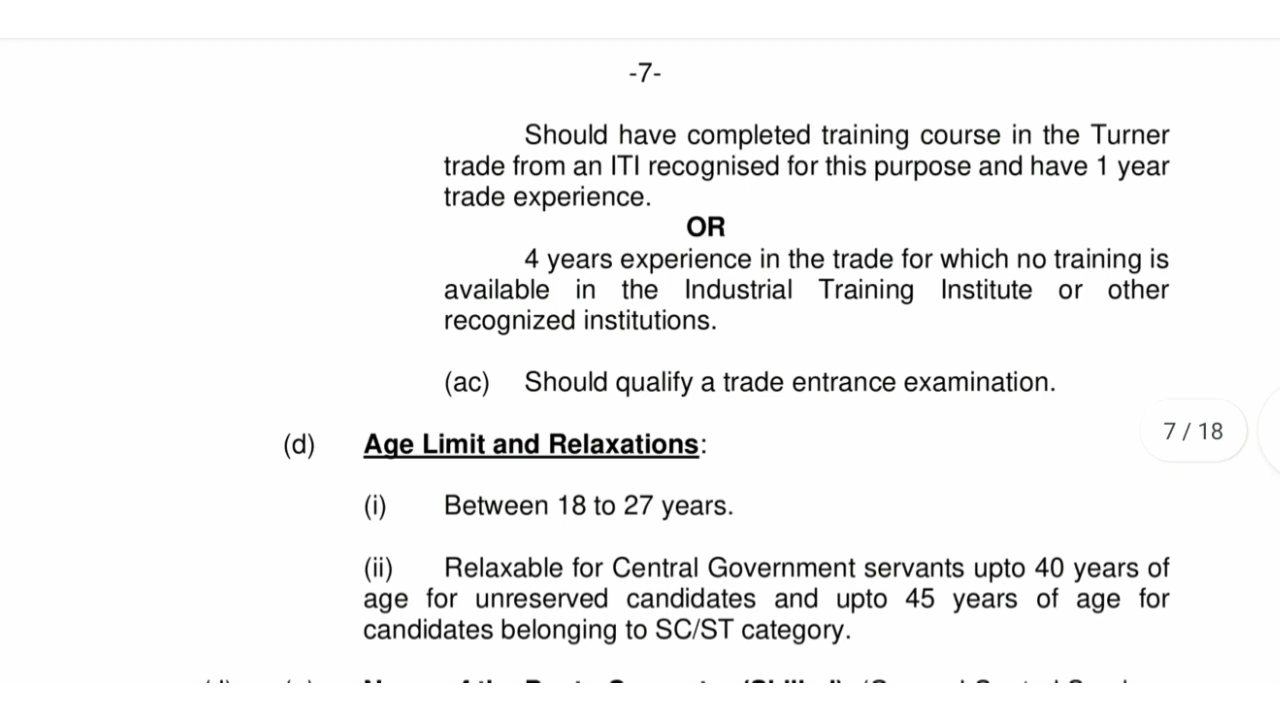 -7-
Should have completed training course in the Turner
trade from an ITI recognised for this purpose and have 1 year
trade experience.
OR
4 years experience in the trade for which no training is
available in the Industrial Training Institute or other
recognized institutions.
(ac) Should qualify a trade entrance examination.
(d) Age Limit and Relaxations:
7 / 18
(i) Between 18 to 27 years.
(ii) Relaxable for Central Government servants upto 40 years of
age for unreserved candidates and upto 45 years of age for
candidates belonging to SC/ST category.